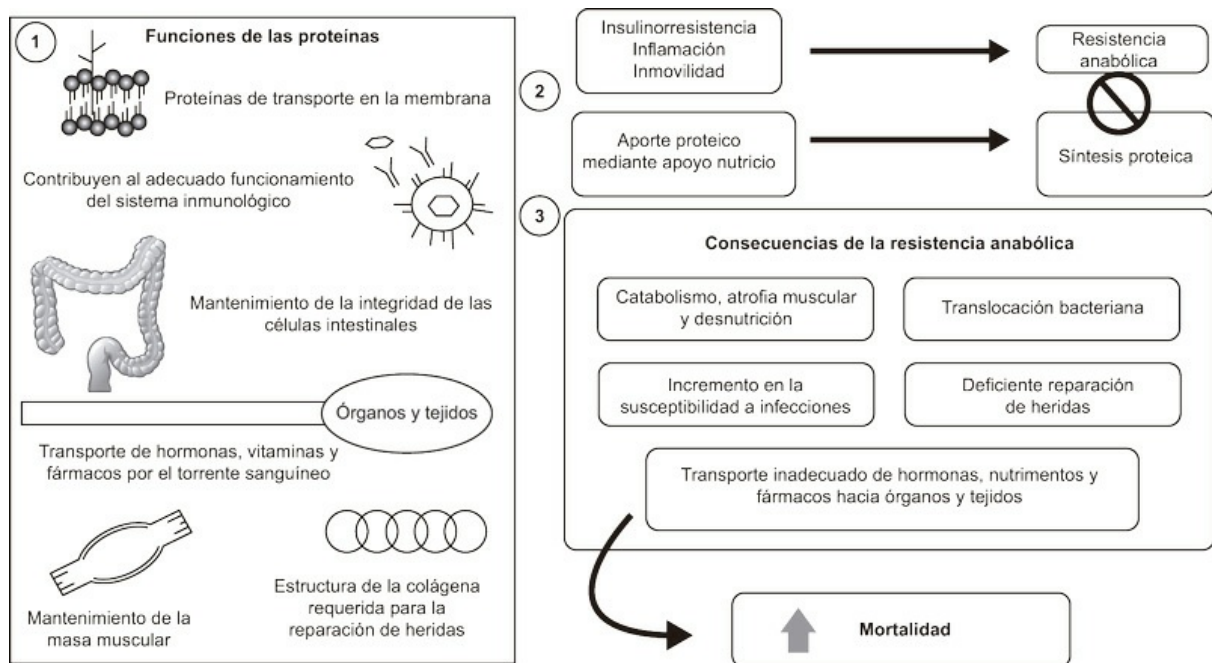 1
Funciones de las proteínas
Proteínas de transporte en la membrana
Contribuyen al adecuado funcionamiento
del sistema inmunológico
Mantenimiento de la integridad de las
células intestinales
Órganos y tejidos
Transporte de hormonas, vitaminas y
fármacos por el torrente sanguíneo
Mantenimiento de la
masa muscular
Estructura de la colágena
requerida para la
reparación de heridas
2
Insulinorresistencia
Inflamación
Inmovilidad
Resistencia
anabólica
Aporte proteico
mediante apoyo nutricio
Síntesis proteica
3
Consecuencias de la resistencia anabólica
Catabolismo, atrofia muscular
y desnutrición
Translocación bacteriana
Incremento en la
susceptibilidad a infecciones
Deficiente reparación
de heridas
Transporte inadecuado de hormonas, nutrimentos y
fármacos hacia órganos y tejidos
Mortalidad